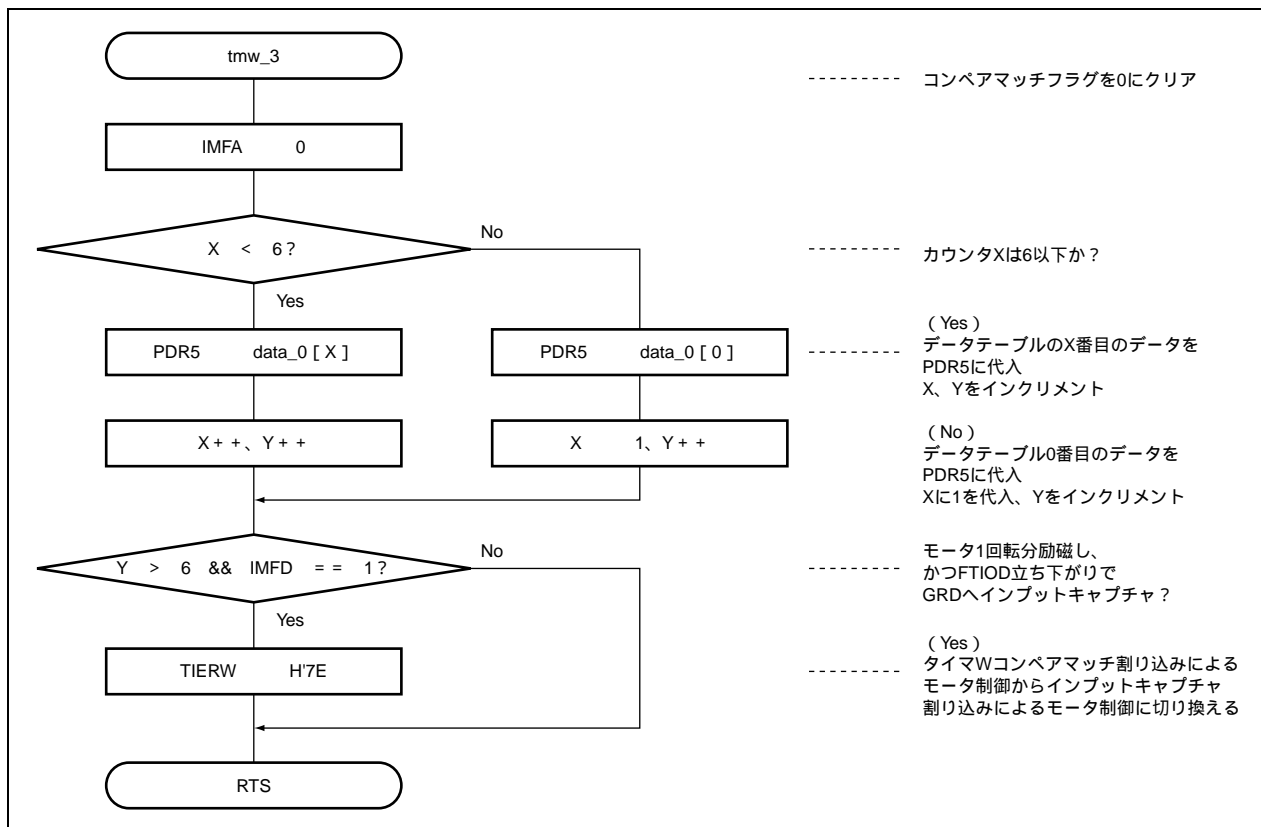 tmw_3
コンペアマッチフラグを0にクリア
IMFA 0
X < 6?
No
カウンタXは6以下か？
Yes
PDR5 data_0 [ X ]
PDR5 data_0 [ 0 ]
（Yes）
データテーブルのX番目のデータを
PDR5に代入
X、Yをインクリメント
X++、Y++
X 1、Y++
（No）
データテーブル0番目のデータを
PDR5に代入
Xに1を代入、Yをインクリメント
Y > 6 && IMFD == 1?
No
モータ1回転分励磁し、
かつFTIOD立ち下がりで
GRDへインプットキャプチャ？
Yes
TIERW H'7E
（Yes）
タイマWコンペアマッチ割り込みによる
モータ制御からインプットキャプチャ
割り込みによるモータ制御に切り換える
RTS